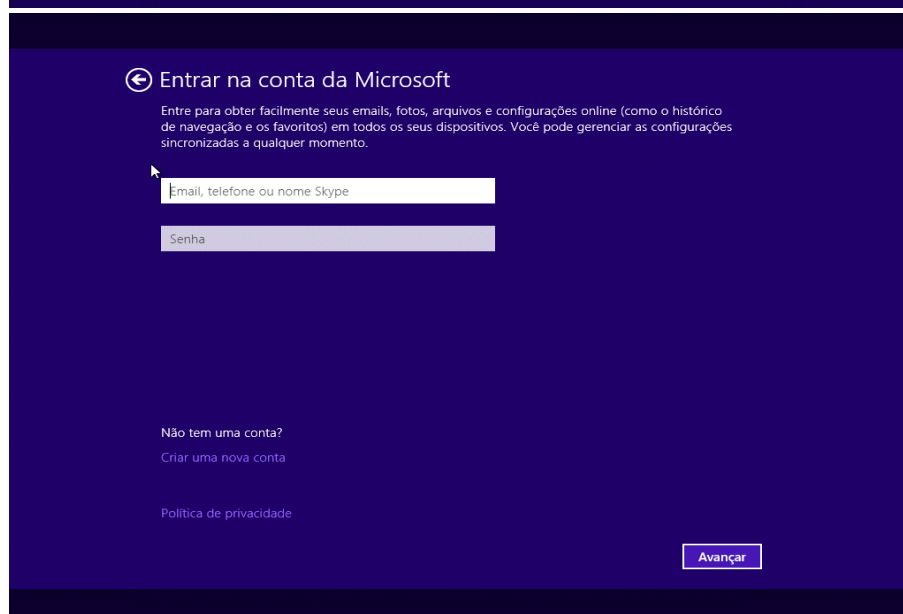 Entrar na conta da Microsoft
Entre para obter facilmente seus emails, fotos, arquivos e configurações online (como o histórico
de navegação e os favoritos) em todos os seus dispositivos. Você pode gerenciar as configurações
sincronizadas a qualquer momento.
Email, telefone ou nome Skype
Senha
Não tem uma conta?
Criar uma nova conta
Política de privacidade
Avançar